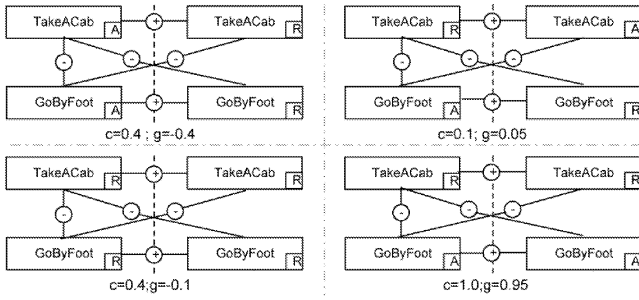 TakeACab A + TakeACab R
- - -
GoByFoot A + GoByFoot R
c=0.4 ; g=-0.4
TakeACab R + TakeACab A
- - -
GoByFoot A + GoByFoot R
c=0.1; g=0.05
TakeACab R + TakeACab R
- - -
GoByFoot R + GoByFoot R
c=0.4;g=-0.1
TakeACab R + TakeACab R
- - -
GoByFoot A + GoByFoot A
c=1.0;g=0.95